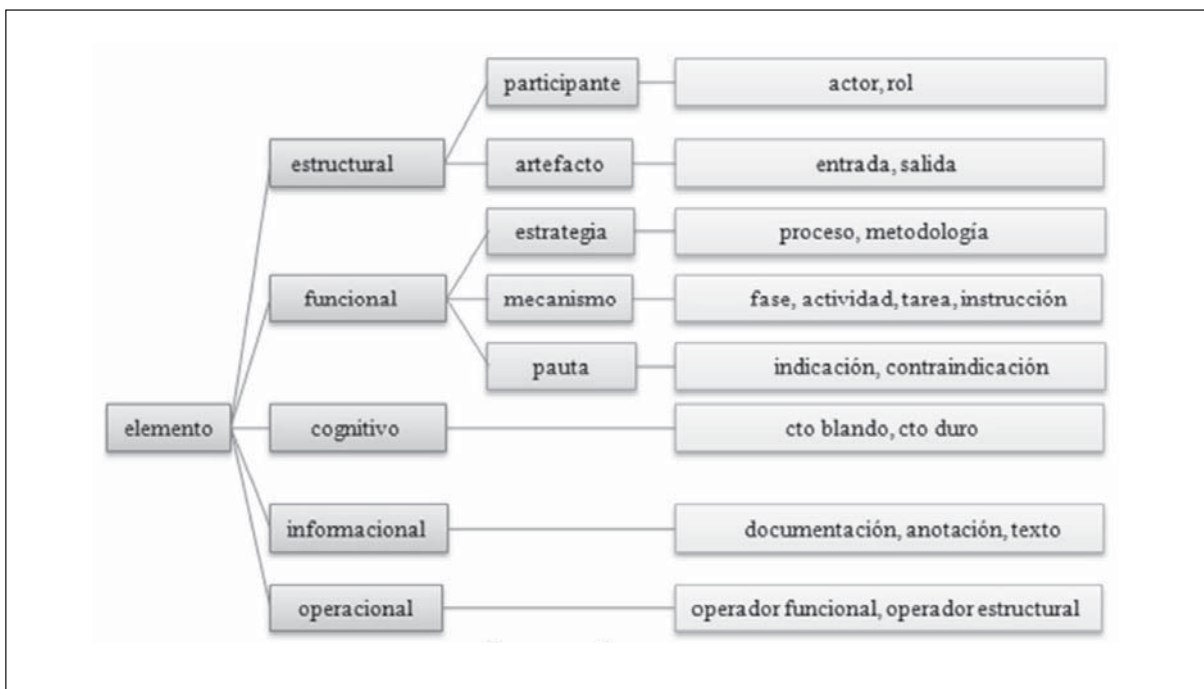 participante
actor, rol
estructural
artefacto
entrada, salida
estrategia
proceso, metodología
funcional
mecanismo
fase, actividad, tarea, instrucción
pauta
indicación, contraindicación
elemento
cognitivo
cto blando, cto duro
informacional
documentación, anotación, texto
operacional
operador funcional, operador estructural